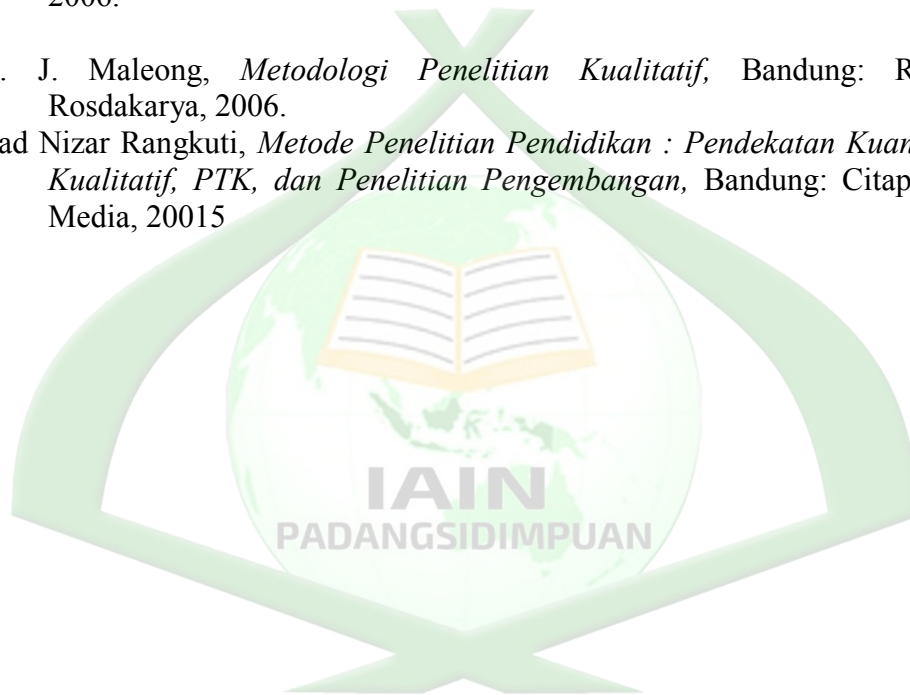 2006.
. J. Maleong, Metodologi Penelitian Kualitatif, Bandung: R
Rosdakarya, 2006.
ad Nizar Rangkuti, Metode Penelitian Pendidikan : Pendekatan Kuan
Kualitatif, PTK, dan Penelitian Pengembangan, Bandung: Citap
Media, 20015
IAIN
PADANGSIDIMPUAN